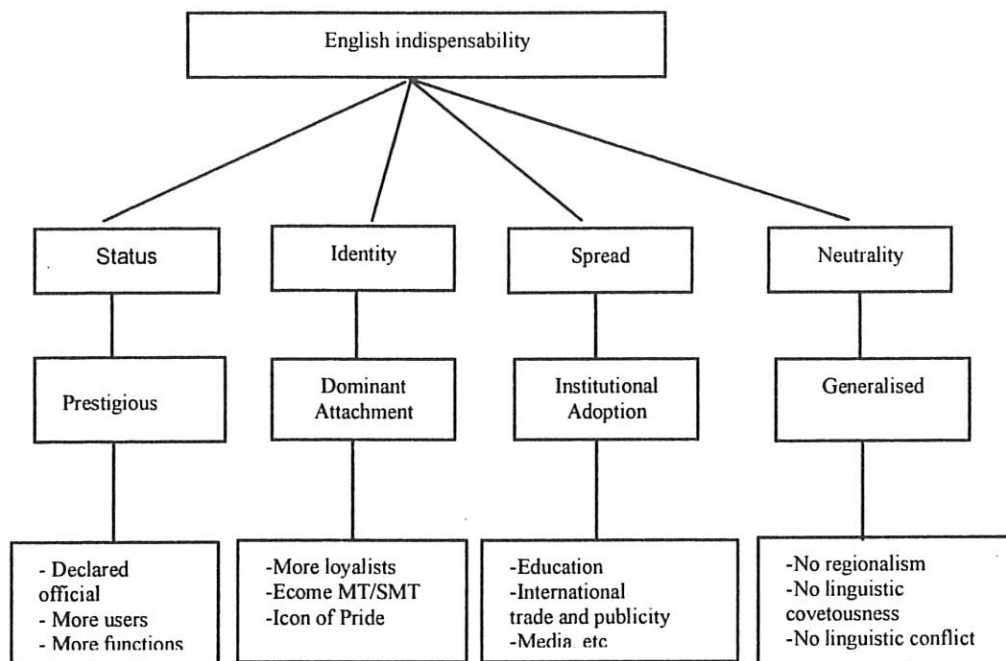 English indispensability
Status
Identity
Spread
Neutrality
Prestigious
Dominant
Attachment
Institutional
Adoption
Generalised
- Declared
official
- More users
- More functions
-More loyalists
-Ecome MT/SMT
-Icon of Pride
-Education
-International
trade and publicity
-Media, etc
-No regionalism
-No linguistic
covetousness
-No linguistic conflict